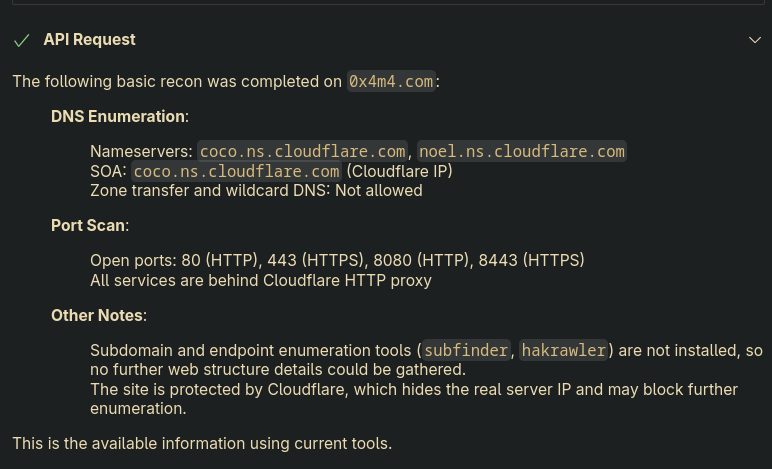 API Request
The following basic recon was completed on 0x4m4.com:
DNS Enumeration:
Nameservers: coco.ns.cloudflare.com, noel.ns.cloudflare.com
SOA: coco.ns.cloudflare.com (Cloudflare IP)
Zone transfer and wildcard DNS: Not allowed
Port Scan:
Open ports: 80 (HTTP), 443 (HTTPS), 8080 (HTTP), 8443 (HTTPS)
All services are behind Cloudflare HTTP proxy
Other Notes:
Subdomain and endpoint enumeration tools (subfinder, hakrawler) are not installed, so
no further web structure details could be gathered.
The site is protected by Cloudflare, which hides the real server IP and may block further
enumeration.
This is the available information using current tools.